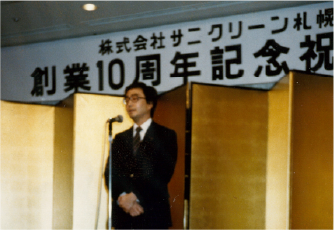 株式会社サニクリーン札幌
創業10周年記念祝